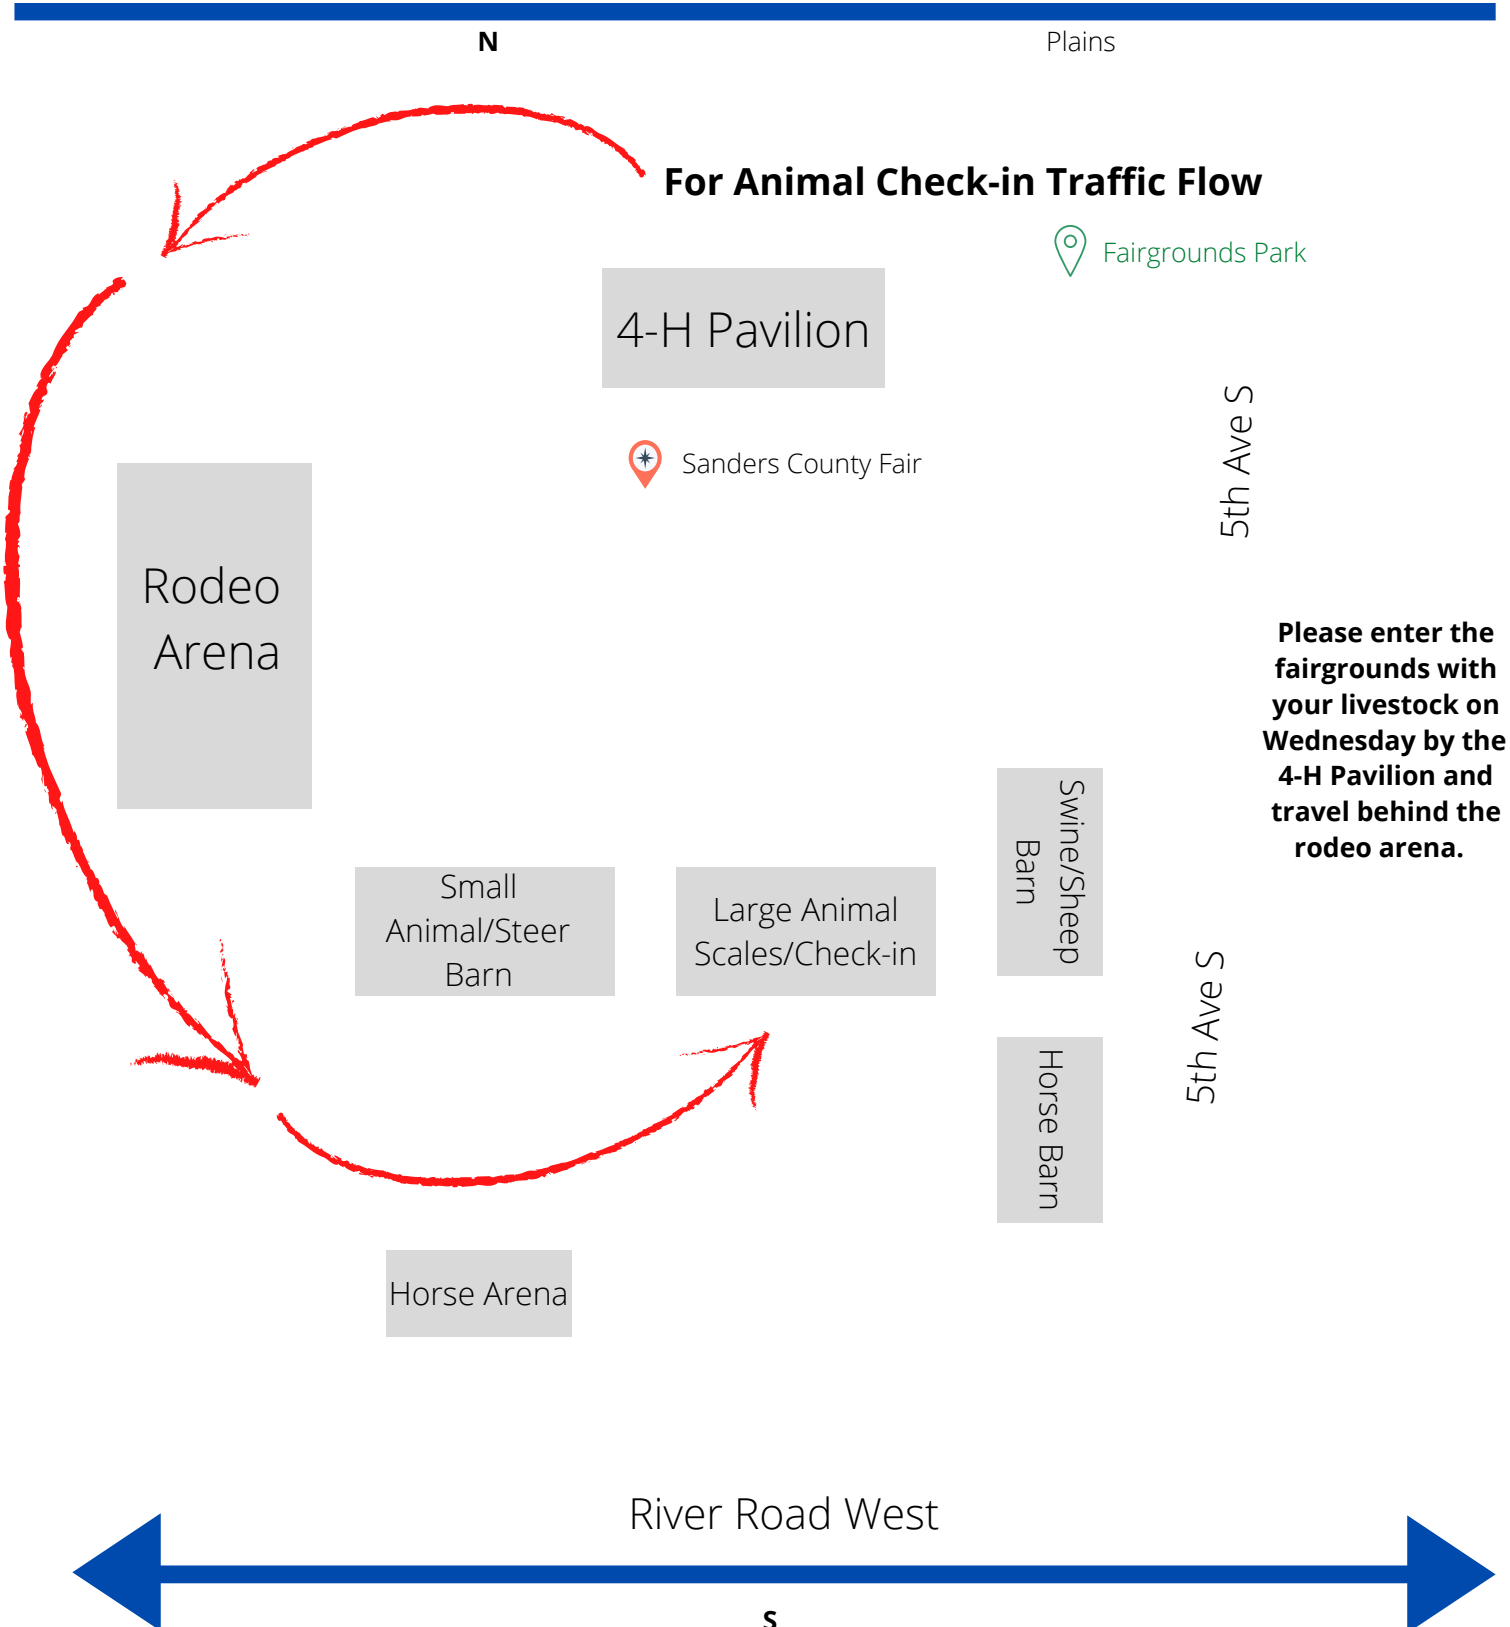 N
Plains
For Animal Check-in Traffic Flow
Fairgrounds Park
4-H Pavilion
5th Ave S
Sanders County Fair
Rodeo
Arena
Please enter the
fairgrounds with
your livestock on
Wednesday by the
4-H Pavilion and
travel behind the
rodeo arena.
Swine/Sheep
Barn
Small
Animal/Steer
Barn
Large Animal
Scales/Check-in
5th Ave S
Horse Barn
Horse Arena
River Road West
S